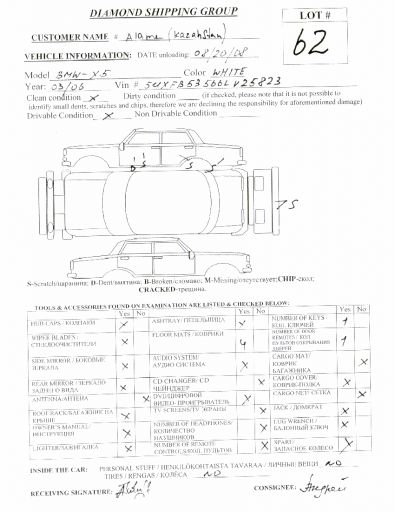 DIAMOND SHIPPING GROUP
LOT #
62
CUSTOMER NAME # Alame (Kazahstan)
VEHICLE INFORMATION: DATE unloading: 08/20/08
Model BMW-X5 Color WHITE
Year: 03/06 Vin # 5UXFB53566LV25823
Clean condition x Dirty condition (if checked, please note that it is not possible to
identify small dents, scratches and chips, therefore we are declining the responsibility for aforementioned damage)
Drivable Condition x Non Drivable Condition
S
S
S
S-Scratch/царапина; D-Dent/вмятина; B-Broken/сломано; M-Missing/отсутствует; CHIP-скол;
CRACKED-трещина.
TOOLS & ACCESSORIES FOUND ON EXAMINATION ARE LISTED & CHECKED BELOW:
Yes No Yes No Yes No
HUB CAPS / КОЛПАКИ x
ASHTRAY / ПЕПЕЛЬНИЦА x
NUMBER OF KEYS
КОЛ. КЛЮЧЕЙ 1
WIPER BLADES /
СТЕКЛООЧИСТИТЕЛИ x
FLOOR MATS / КОВРИКИ 4
NUMBER OF DOOR
REMOTES / КОЛ
ПУЛЬТОВ ОТКРЫВАНИЯ
ДВЕРЕЙ 1
SIDE MIRROR / БОКОВЫЕ
ЗЕРКАЛА x
AUDIO SYSTEM /
АУДИО СИСТЕМА x
CARGO MAT /
КОВРИК
БАГАЖНИКА x
REAR MIRROR / ЗЕРКАЛО
ЗАДНЕГО ВИДА x
CD CHANGER / CD
ЧЕЙНДЖЕР x
CARGO COVER /
КОВРИК-ПОЛКА x
ANTENNA / АНТЕНА x
DVD/ЦИФРОВОЙ
ВИДЕО- ПРОИГРЫВАТЕЛЬ x
CARGO NET / СЕТКА x
ROOF RACK / БАГАЖНИК НА
КРЫШЕ x
TV SCREENS / TV ЭКРАНЫ x
JACK / ДОМКРАТ x
OWNER'S MANUAL /
ИНСТРУКЦИЯ x
NUMBER OF HEADPHONES /
КОЛИЧЕСТВО
НАУШНИКОВ x
LUG WRENCH /
БАЛОННЫЙ КЛЮЧ x
LIGHTER / ЗАЖИГАЛКА x
NUMBER OF REMOTE
CONTROLS / КОЛ. ПУЛЬТОВ x
SPARE /
ЗАПАСНОЕ КОЛЕСО x
INSIDE THE CAR: PERSONAL STUFF / HENKILÖKOHTAISTA TAVARAA / ЛИЧНЫЕ ВЕЩИ NO
TIRES / RENGAS / КОЛЁСА NO
RECEIVING SIGNATURE: CONSIGNEE: Андрей